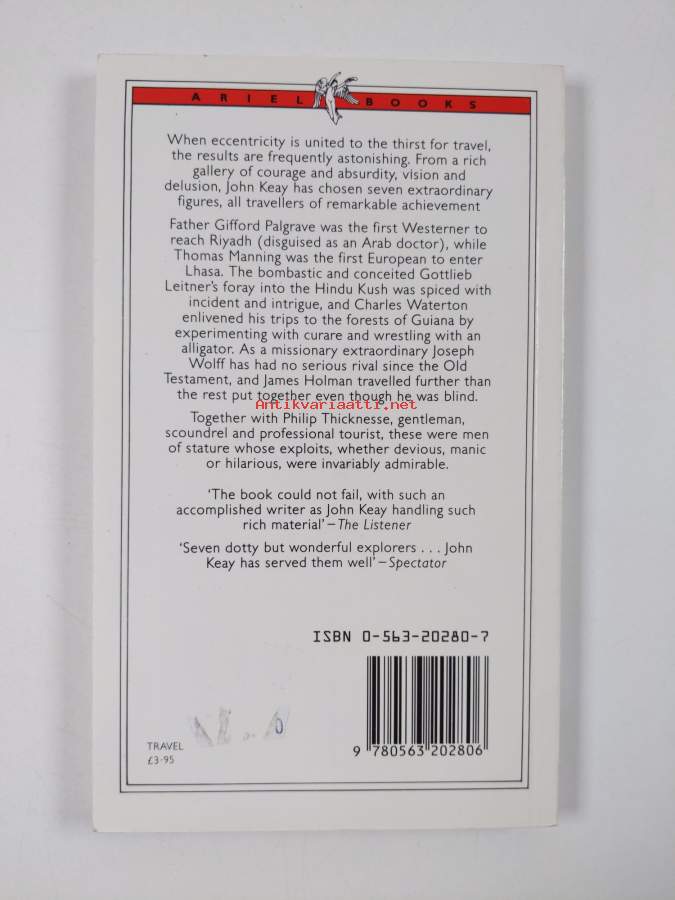 ARIEL BOOKS
When eccentricity is united to the thirst for travel,
the results are frequently astonishing. From a rich
gallery of courage and absurdity, vision and
delusion, John Keay has chosen seven extraordinary
figures, all travellers of remarkable achievement
Father Gifford Palgrave was the first Westerner to
reach Riyadh (disguised as an Arab doctor), while
Thomas Manning was the first European to enter
Lhasa. The bombastic and conceited Gottlieb
Leitner's foray into the Hindu Kush was spiced with
incident and intrigue, and Charles Waterton
enlivened his trips to the forests of Guiana by
experimenting with curare and wrestling with an
alligator. As a missionary extraordinary Joseph
Wolff has had no serious rival since the Old
Testament, and James Holman travelled further than
the rest put together even though he was blind.
Antikvariaatti.net
Together with Philip Thicknesse, gentleman,
scoundrel and professional tourist, these were men
of stature whose exploits, whether devious, manic
or hilarious, were invariably admirable.
'The book could not fail, with such an
accomplished writer as John Keay handling such
rich material' – The Listener
'Seven dotty but wonderful explorers . . . John
Keay has served them well' – Spectator
ISBN 0-563-20280-7
9 780563 202806
TRAVEL
£3·95